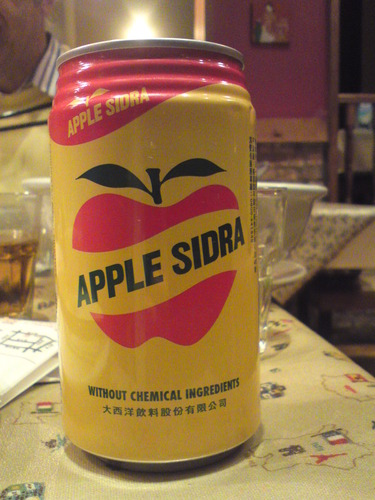 APPLE SIDRA
APPLE SIDRA
WITHOUT CHEMICAL INGREDIENTS
大西洋飲料股份有限公司